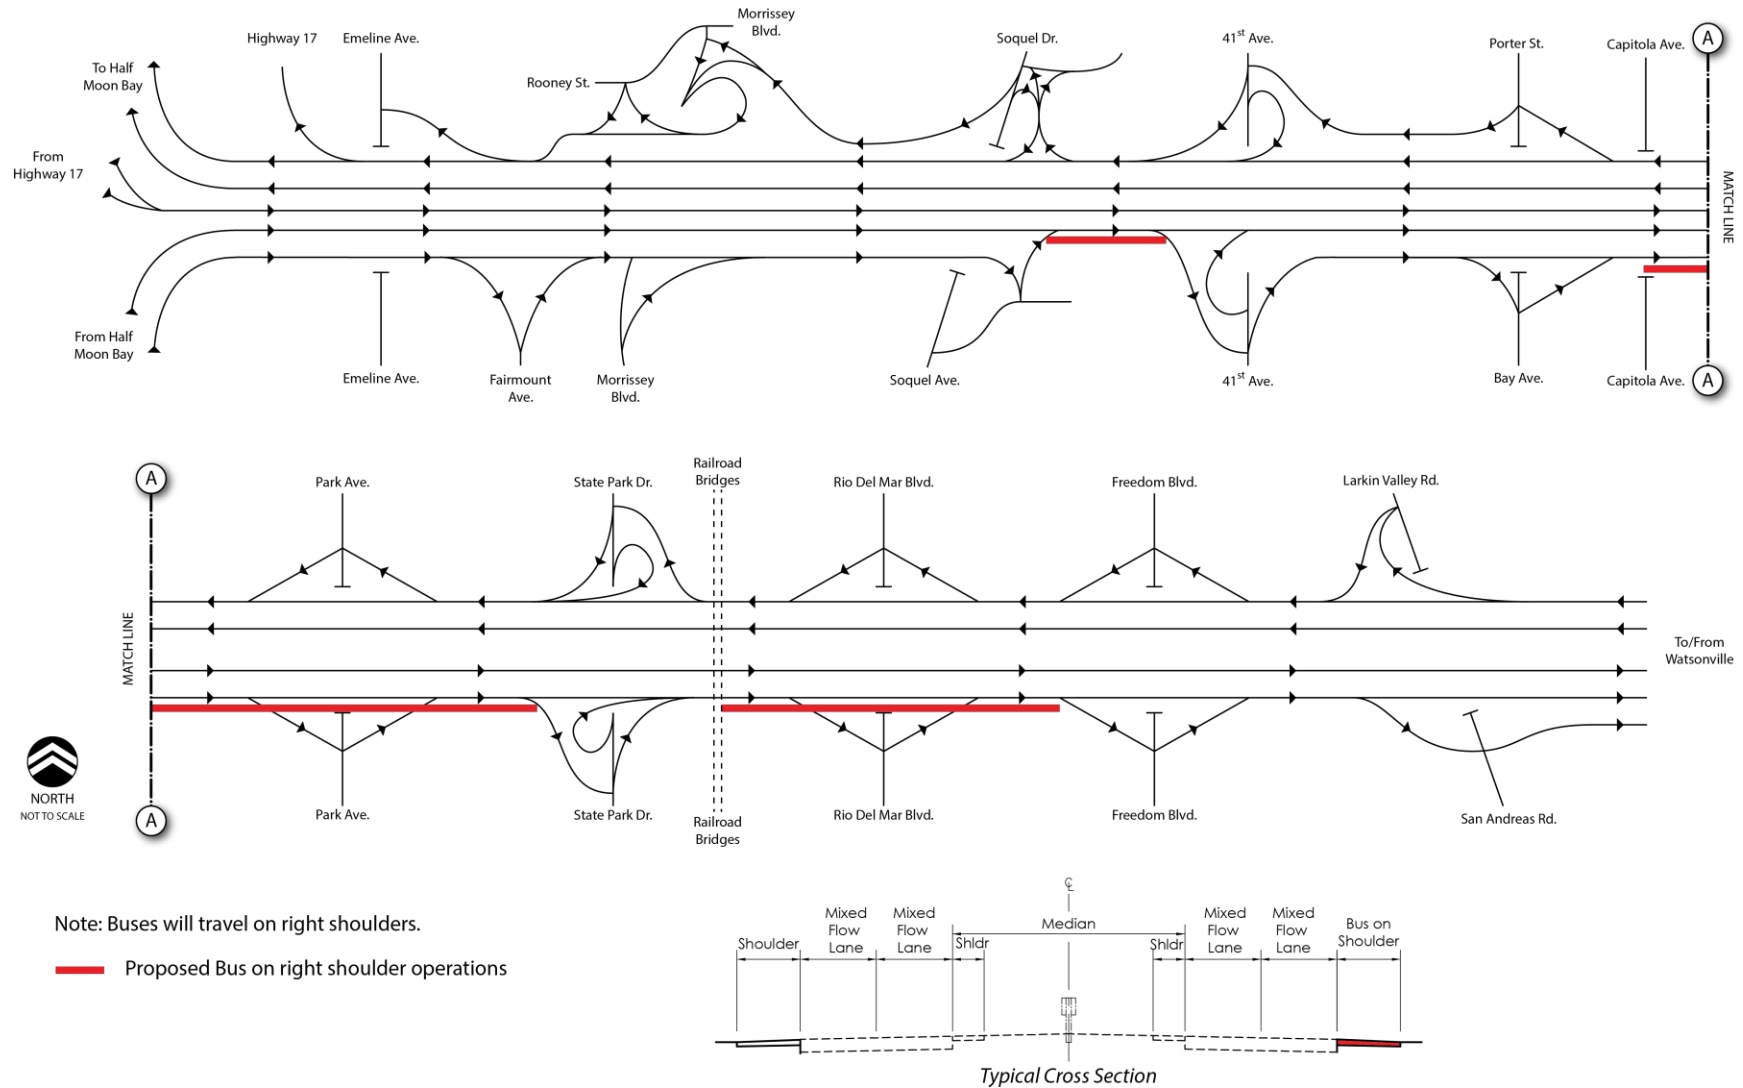 Morrissey
Blvd.
Highway 17
Emeline Ave.
Soquel Dr.
41st Ave.
Porter St.
Capitola Ave.
A
To Half
Moon Bay
Rooney St.
From
Highway 17
MATCH LINE
From Half
Moon Bay
Emeline Ave.
Fairmount
Ave.
Morrissey
Blvd.
Soquel Ave.
41st Ave.
Bay Ave.
Capitola Ave.
A
A
Park Ave.
State Park Dr.
Railroad
Bridges
Rio Del Mar Blvd.
Freedom Blvd.
Larkin Valley Rd.
MATCH LINE
To/From
Watsonville
NORTH
NOT TO SCALE
A
Park Ave.
State Park Dr.
Railroad
Bridges
Rio Del Mar Blvd.
Freedom Blvd.
San Andreas Rd.
Note: Buses will travel on right shoulders.
Proposed Bus on right shoulder operations
℄
Shoulder
Mixed
Flow
Lane
Mixed
Flow
Lane
Shldr
Median
Shldr
Mixed
Flow
Lane
Mixed
Flow
Lane
Bus on
Shoulder
Typical Cross Section